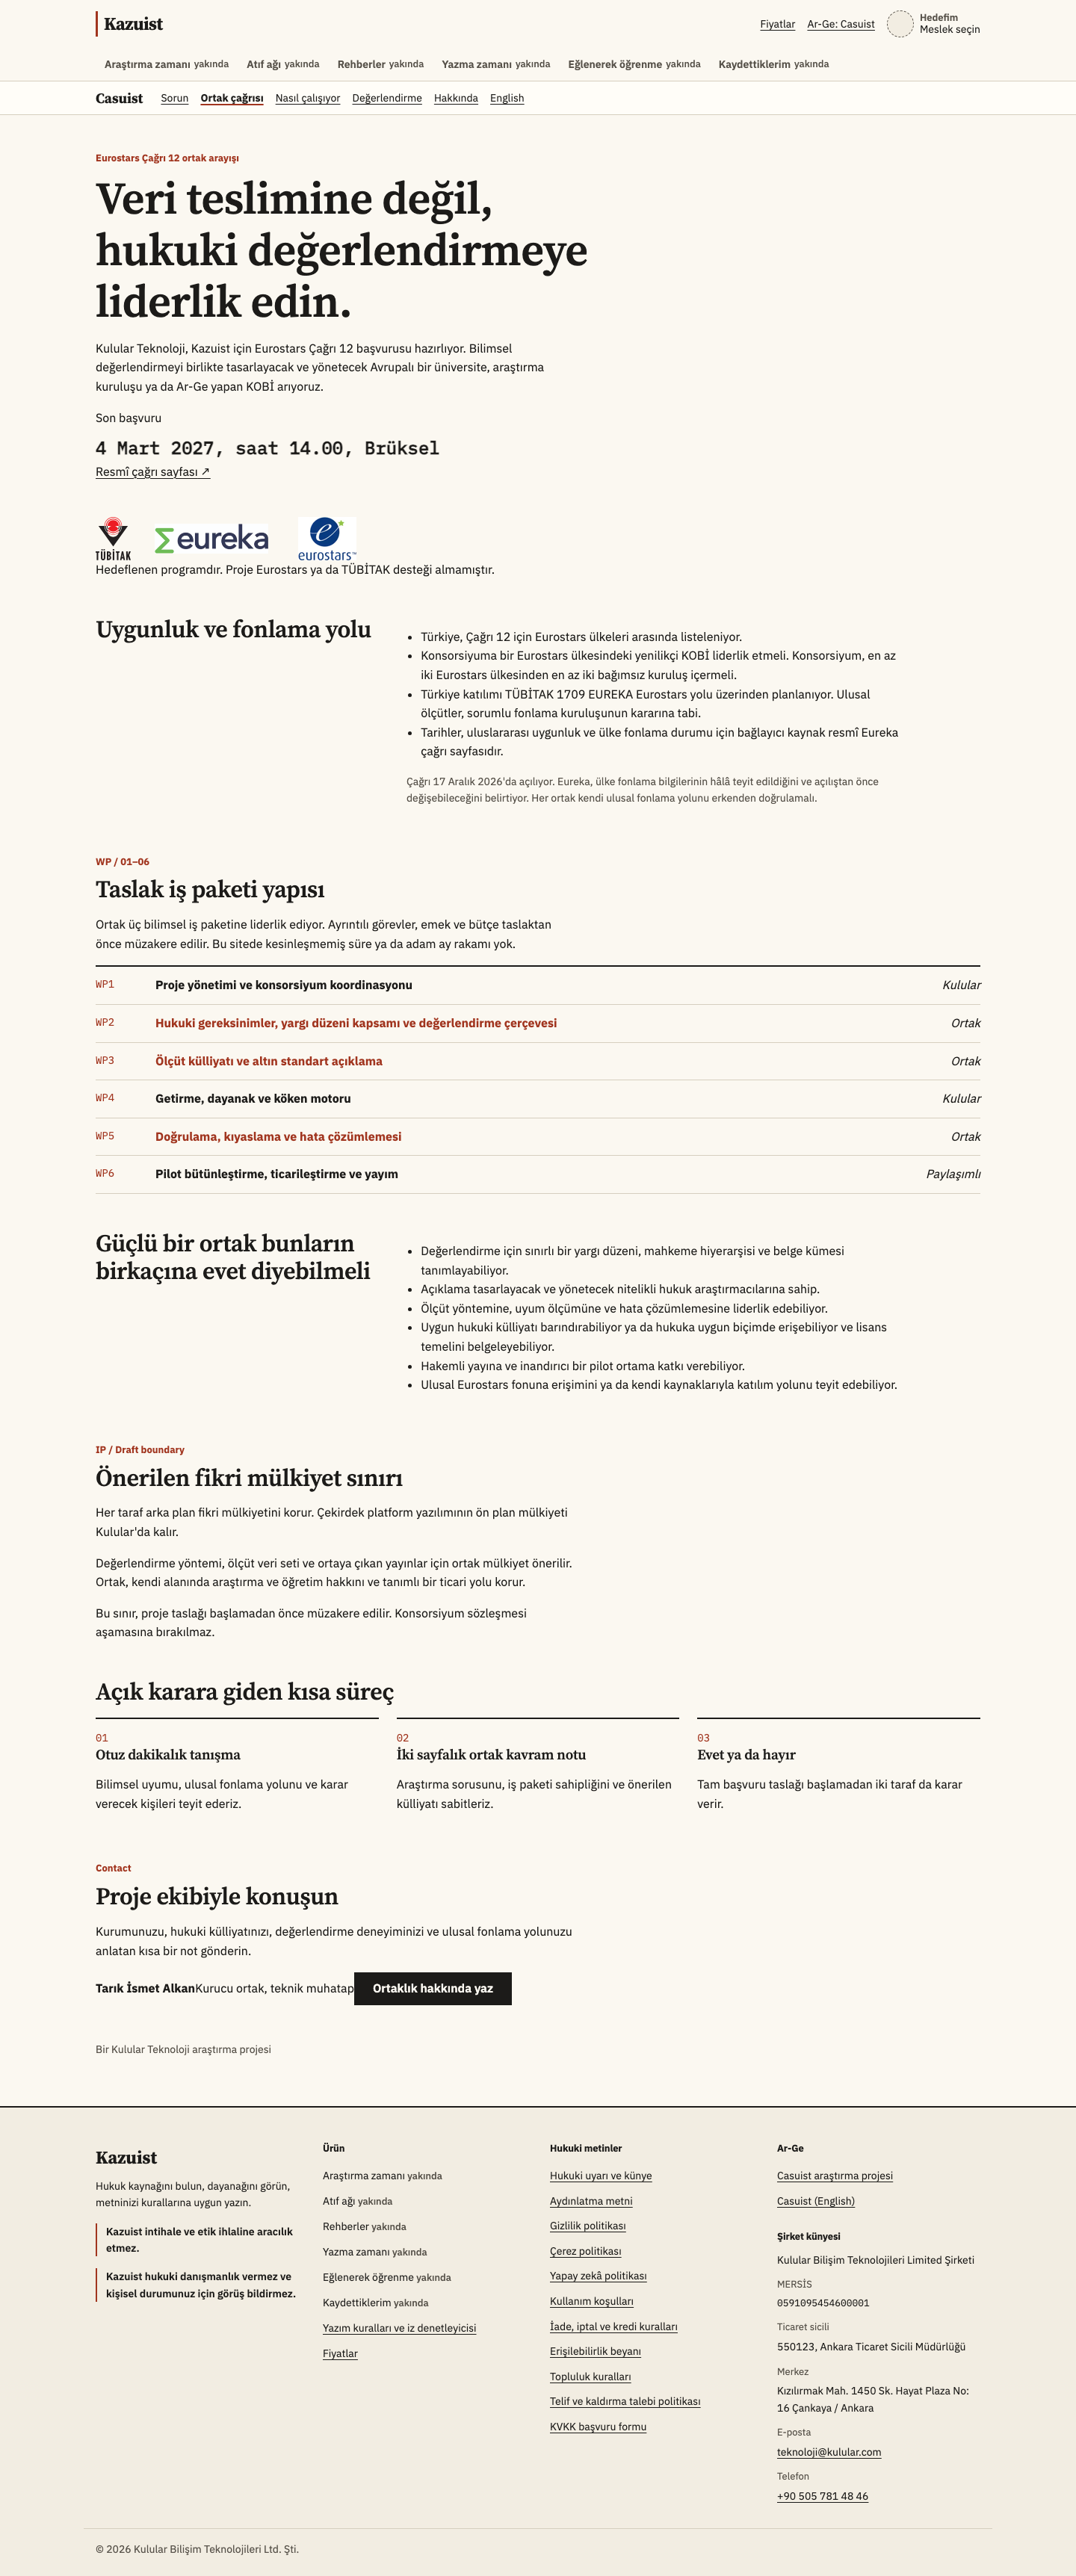 Kazuist
Fiyatlar Ar-Ge: Casuist Hedefim
Meslek seçin
Araştırma zamanı yakında Atıf ağı yakında Rehberler yakında Yazma zamanı yakında Eğlenerek öğrenme yakında Kaydettiklerim yakında
Casuist Sorun Ortak çağrısı Nasıl çalışıyor Değerlendirme Hakkında English
Eurostars Çağrı 12 ortak arayışı
Veri teslimine değil,
hukuki değerlendirmeye
liderlik edin.
Kulular Teknoloji, Kazuist için Eurostars Çağrı 12 başvurusu hazırlıyor. Bilimsel
değerlendirmeyi birlikte tasarlayacak ve yönetecek Avrupalı bir üniversite, araştırma
kuruluşu ya da Ar-Ge yapan KOBİ arıyoruz.
Son başvuru
4 Mart 2027, saat 14.00, Brüksel
Resmî çağrı sayfası ↗
TÜBİTAK eureka eurostars™
Hedeflenen programdır. Proje Eurostars ya da TÜBİTAK desteği almamıştır.
Uygunluk ve fonlama yolu
• Türkiye, Çağrı 12 için Eurostars ülkeleri arasında listeleniyor.
• Konsorsiyuma bir Eurostars ülkesindeki yenilikçi KOBİ liderlik etmeli. Konsorsiyum, en az
iki Eurostars ülkesinden en az iki bağımsız kuruluş içermeli.
• Türkiye katılımı TÜBİTAK 1709 EUREKA Eurostars yolu üzerinden planlanıyor. Ulusal
ölçütler, sorumlu fonlama kuruluşunun kararına tabi.
• Tarihler, uluslararası uygunluk ve ülke fonlama durumu için bağlayıcı kaynak resmî Eureka
çağrı sayfasıdır.
Çağrı 17 Aralık 2026'da açılıyor. Eureka, ülke fonlama bilgilerinin hâlâ teyit edildiğini ve açılıştan önce
değişebileceğini belirtiyor. Her ortak kendi ulusal fonlama yolunu erkenden doğrulamalı.
WP / 01–06
Taslak iş paketi yapısı
Ortak üç bilimsel iş paketine liderlik ediyor. Ayrıntılı görevler, emek ve bütçe taslaktan
önce müzakere edilir. Bu sitede kesinleşmemiş süre ya da adam ay rakamı yok.
WP1 Proje yönetimi ve konsorsiyum koordinasyonu Kulular
WP2 Hukuki gereksinimler, yargı düzeni kapsamı ve değerlendirme çerçevesi Ortak
WP3 Ölçüt külliyatı ve altın standart açıklama Ortak
WP4 Getirme, dayanak ve köken motoru Kulular
WP5 Doğrulama, kıyaslama ve hata çözümlemesi Ortak
WP6 Pilot bütünleştirme, ticarileştirme ve yayım Paylaşımlı
Güçlü bir ortak bunların
birkaçına evet diyebilmeli
• Değerlendirme için sınırlı bir yargı düzeni, mahkeme hiyerarşisi ve belge kümesi
tanımlayabiliyor.
• Açıklama tasarlayacak ve yönetecek nitelikli hukuk araştırmacılarına sahip.
• Ölçüt yöntemine, uyum ölçümüne ve hata çözümlemesine liderlik edebiliyor.
• Uygun hukuki külliyatı barındırabiliyor ya da hukuka uygun biçimde erişebiliyor ve lisans
temelini belgeleyebiliyor.
• Hakemli yayına ve inandırıcı bir pilot ortama katkı verebiliyor.
• Ulusal Eurostars fonuna erişimini ya da kendi kaynaklarıyla katılım yolunu teyit edebiliyor.
IP / Draft boundary
Önerilen fikri mülkiyet sınırı
Her taraf arka plan fikri mülkiyetini korur. Çekirdek platform yazılımının ön plan mülkiyeti
Kulular'da kalır.
Değerlendirme yöntemi, ölçüt veri seti ve ortaya çıkan yayınlar için ortak mülkiyet önerilir.
Ortak, kendi alanında araştırma ve öğretim hakkını ve tanımlı bir ticari yolu korur.
Bu sınır, proje taslağı başlamadan önce müzakere edilir. Konsorsiyum sözleşmesi
aşamasına bırakılmaz.
Açık karara giden kısa süreç
01
Otuz dakikalık tanışma
Bilimsel uyumu, ulusal fonlama yolunu ve karar
verecek kişileri teyit ederiz.
02
İki sayfalık ortak kavram notu
Araştırma sorusunu, iş paketi sahipliğini ve önerilen
külliyatı sabitleriz.
03
Evet ya da hayır
Tam başvuru taslağı başlamadan iki taraf da karar
verir.
Contact
Proje ekibiyle konuşun
Kurumunuzu, hukuki külliyatınızı, değerlendirme deneyiminizi ve ulusal fonlama yolunuzu
anlatan kısa bir not gönderin.
Tarık İsmet AlkanKurucu ortak, teknik muhatap Ortaklık hakkında yaz
Bir Kulular Teknoloji araştırma projesi
Kazuist
Hukuk kaynağını bulun, dayanağını görün,
metninizi kurallarına uygun yazın.
Kazuist intihale ve etik ihlaline aracılık
etmez.
Kazuist hukuki danışmanlık vermez ve
kişisel durumunuz için görüş bildirmez.
Ürün
Araştırma zamanı yakında
Atıf ağı yakında
Rehberler yakında
Yazma zamanı yakında
Eğlenerek öğrenme yakında
Kaydettiklerim yakında
Yazım kuralları ve iz denetleyicisi
Fiyatlar
Hukuki metinler
Hukuki uyarı ve künye
Aydınlatma metni
Gizlilik politikası
Çerez politikası
Yapay zekâ politikası
Kullanım koşulları
İade, iptal ve kredi kuralları
Erişilebilirlik beyanı
Topluluk kuralları
Telif ve kaldırma talebi politikası
KVKK başvuru formu
Ar-Ge
Casuist araştırma projesi
Casuist (English)
Şirket künyesi
Kulular Bilişim Teknolojileri Limited Şirketi
MERSİS
0591095454600001
Ticaret sicili
550123, Ankara Ticaret Sicili Müdürlüğü
Merkez
Kızılırmak Mah. 1450 Sk. Hayat Plaza No:
16 Çankaya / Ankara
E-posta
teknoloji@kulular.com
Telefon
+90 505 781 48 46
© 2026 Kulular Bilişim Teknolojileri Ltd. Şti.